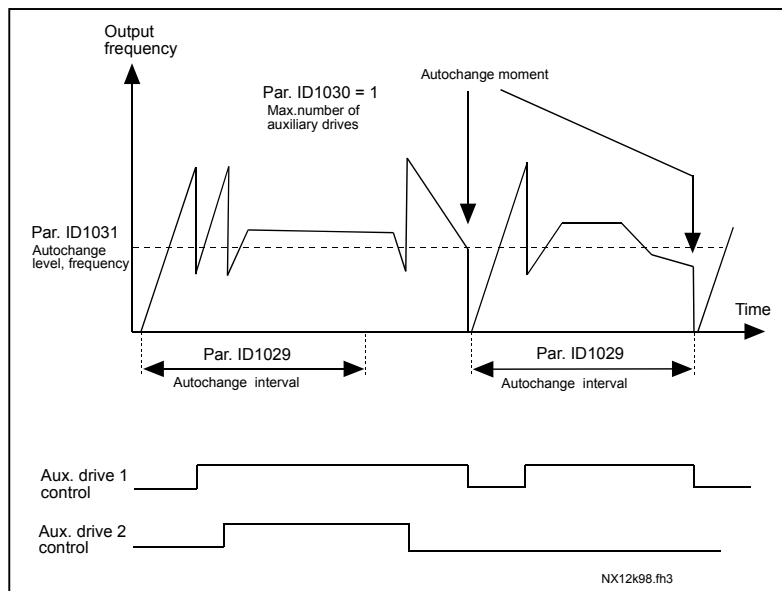 Output
frequency
Par. ID1030 = 1
Max.number of
auxiliary drives
Autochange moment
Par. ID1031
Autochange
level, frequency
Time
Par. ID1029
Autochange interval
Par. ID1029
Autochange interval
Aux. drive 1
control
Aux. drive 2
control
NX12k98.fh3